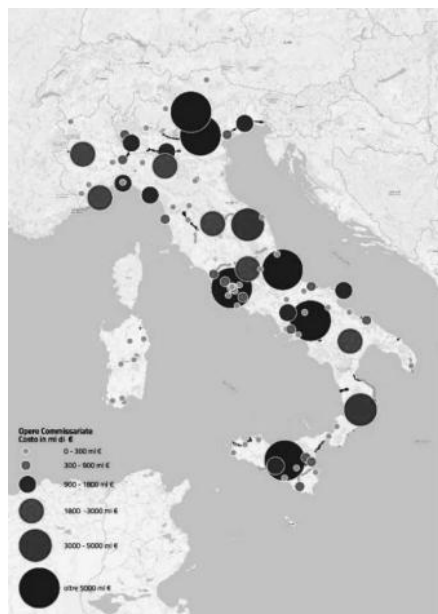 Opere Commissariate
Costo in ml di €
0 - 300 ml €
300 - 900 ml €
900 - 1800 ml €
1800 - 3000 ml €
3000 - 5000 ml €
oltre 5000 ml €